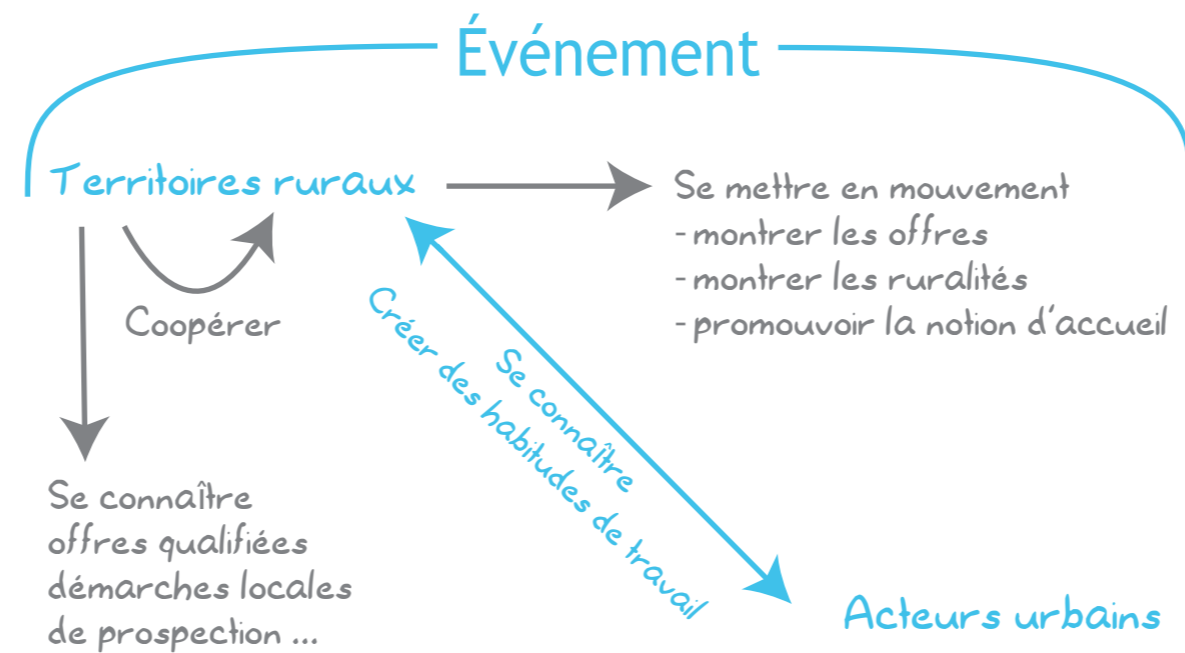 Événement
Territoires ruraux
Se mettre en mouvement
- montrer les offres
- montrer les ruralités
- promouvoir la notion d'accueil
Coopérer
Se connaître
Créer des habitudes de travail
Se connaître
offres qualifiées
démarches locales
de prospection ...
Acteurs urbains